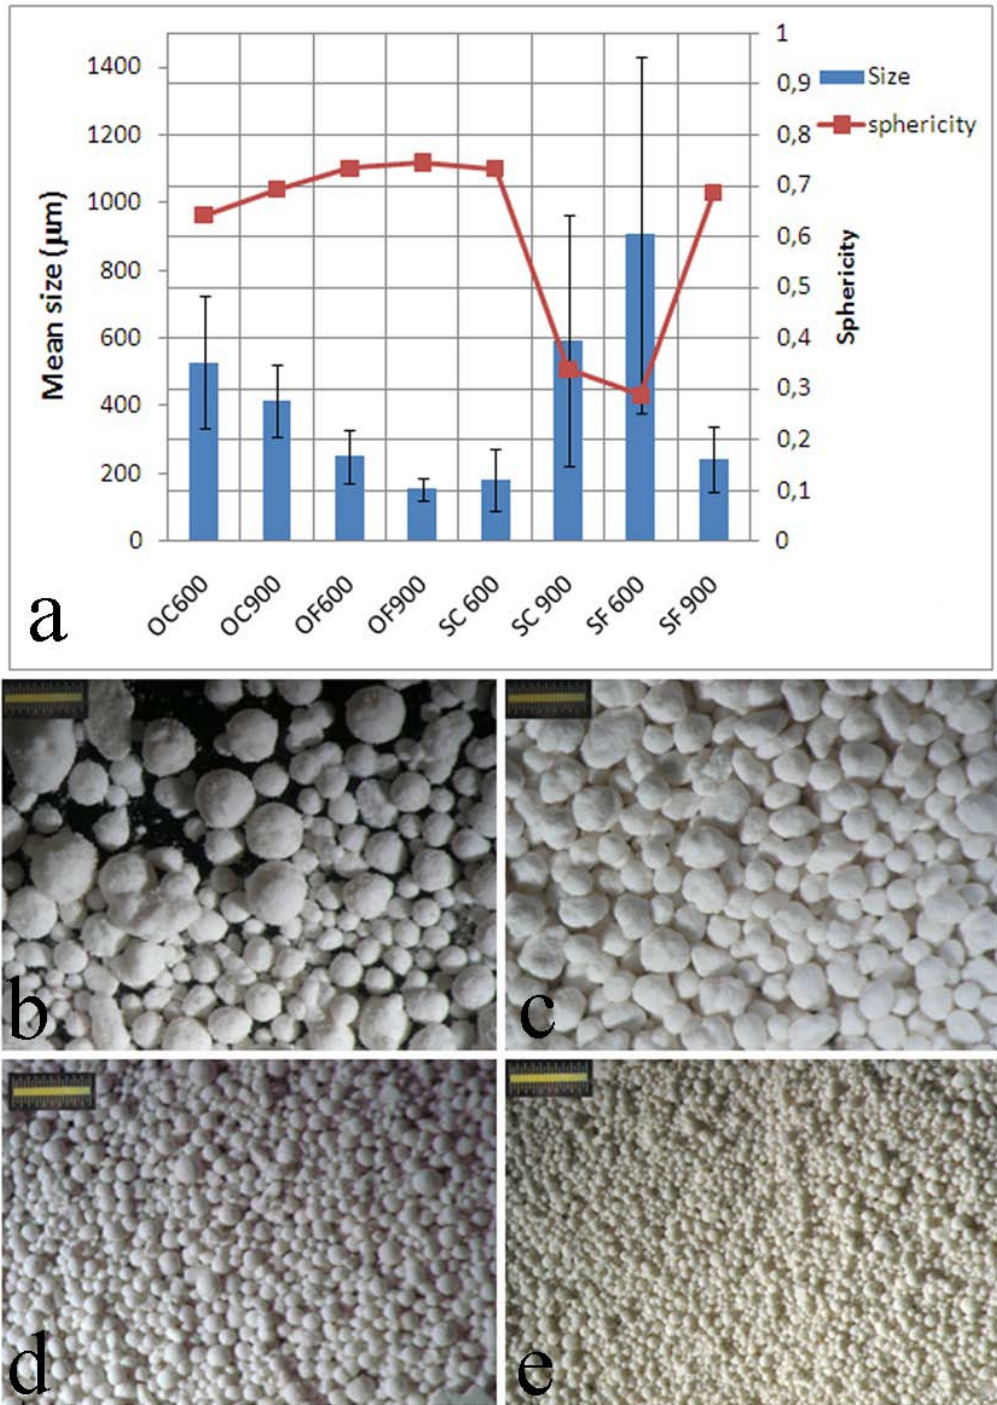 1400
1200
1000
800
600
400
200
0
Mean size (µm)
1
0,9
0,8
0,7
0,6
0,5
0,4
0,3
0,2
0,1
0
Sphericity
Size
sphericity
OC600
OC900
OF600
OF900
SC 600
SC 900
SF 600
SF 900
a
b
c
d
e